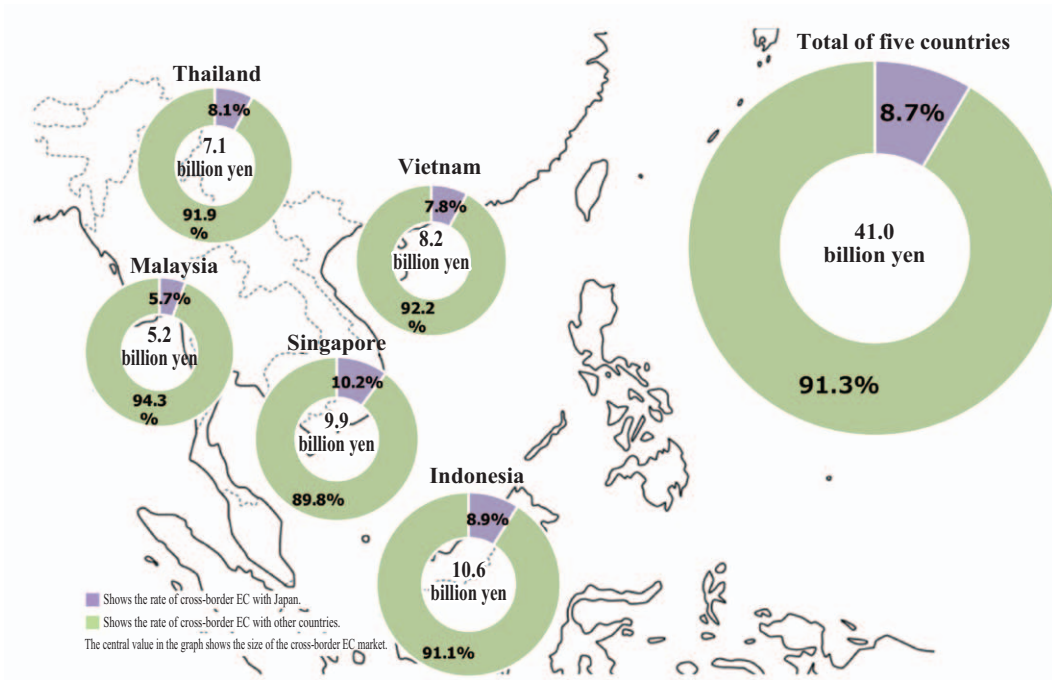 Total of five countries
8.7%
41.0
billion yen
91.3%
Thailand
8.1%
7.1
billion yen
91.9
%
Vietnam
7.8%
8.2
billion yen
92.2
%
Malaysia
5.7%
5.2
billion yen
94.3
%
Singapore
10.2%
9.9
billion yen
89.8%
Indonesia
8.9%
10.6
billion yen
91.1%
Shows the rate of cross-border EC with Japan.
Shows the rate of cross-border EC with other countries.
The central value in the graph shows the size of the cross-border EC market.